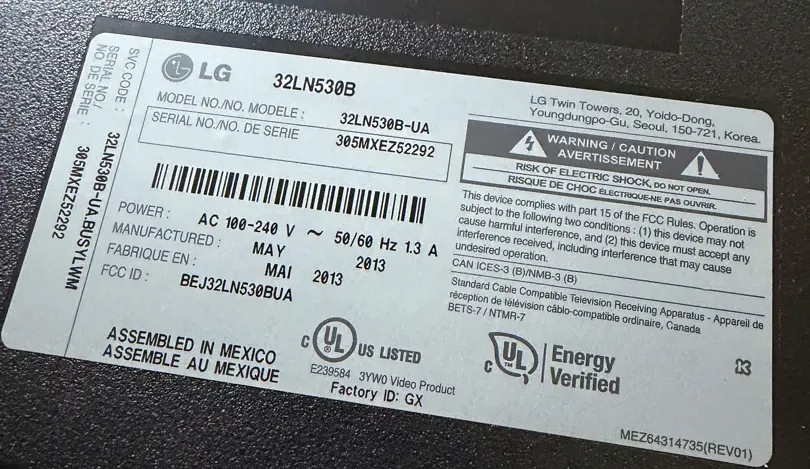 LG 32LN530B
MODEL NO./NO. MODELE : 32LN530B-UA
SERIAL NO./NO. DE SERIE 305MXEZ52292
POWER : AC 100-240 V ~ 50/60 Hz 1.3 A
MANUFACTURED : MAY 2013
FABRIQUE EN : MAI 2013
FCC ID : BEJ32LN530BUA
ASSEMBLED IN MEXICO
ASSEMBLE AU MEXIQUE
C UL US LISTED
E239584 3YW0 Video Product
Factory ID: GX
SVC CODE : 32LN530B-UA.BUSYLWM
SERIAL NO./
NO. DE SERIE : 305MXEZ52292
LG Twin Towers, 20, Yoido-Dong,
Youngdungpo-Gu, Seoul, 150-721, Korea.
WARNING / CAUTION
AVERTISSEMENT
RISK OF ELECTRIC SHOCK, DO NOT OPEN.
RISQUE DE CHOC ÉLECTRIQUE-NE PAS OUVRIR.
This device complies with part 15 of the FCC Rules. Operation is
subject to the following two conditions : (1) this device may not
cause harmful interference, and (2) this device must accept any
interference received, including interference that may cause
undesired operation.
CAN ICES-3 (B)/NMB-3 (B)
Standard Cable Compatible Television Receiving Apparatus - Appareil de
réception de télévision câblo-compatible ordinaire, Canada
BETS-7 / NTMR-7
C UL TM Energy
Verified
MEZ64314735(REV01)